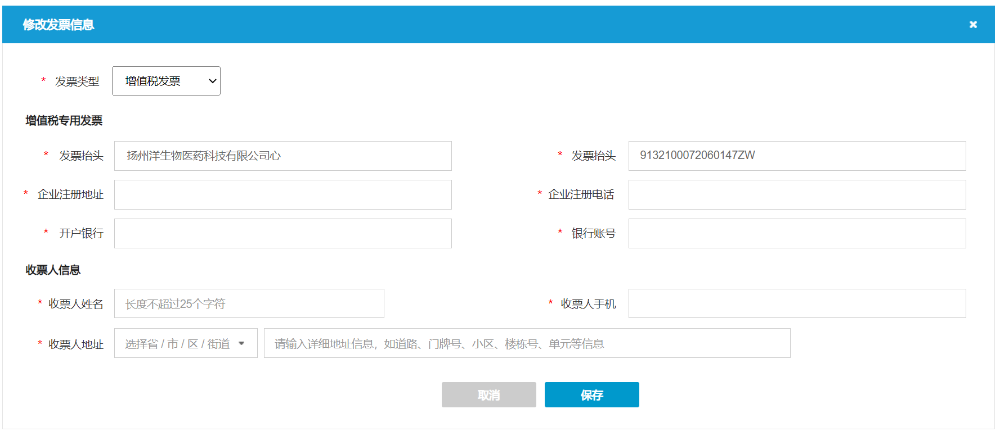 修改发票信息
* 发票类型 增值税发票
增值税专用发票
* 发票抬头 扬州洋生物医药科技有限公司心 * 发票抬头 9132100072060147ZW
* 企业注册地址 * 企业注册电话
* 开户银行 * 银行账号
收票人信息
* 收票人姓名 长度不超过25个字符 * 收票人手机
* 收票人地址 选择省 / 市 / 区 / 街道 请输入详细地址信息，如道路、门牌号、小区、楼栋号、单元等信息
取消 保存